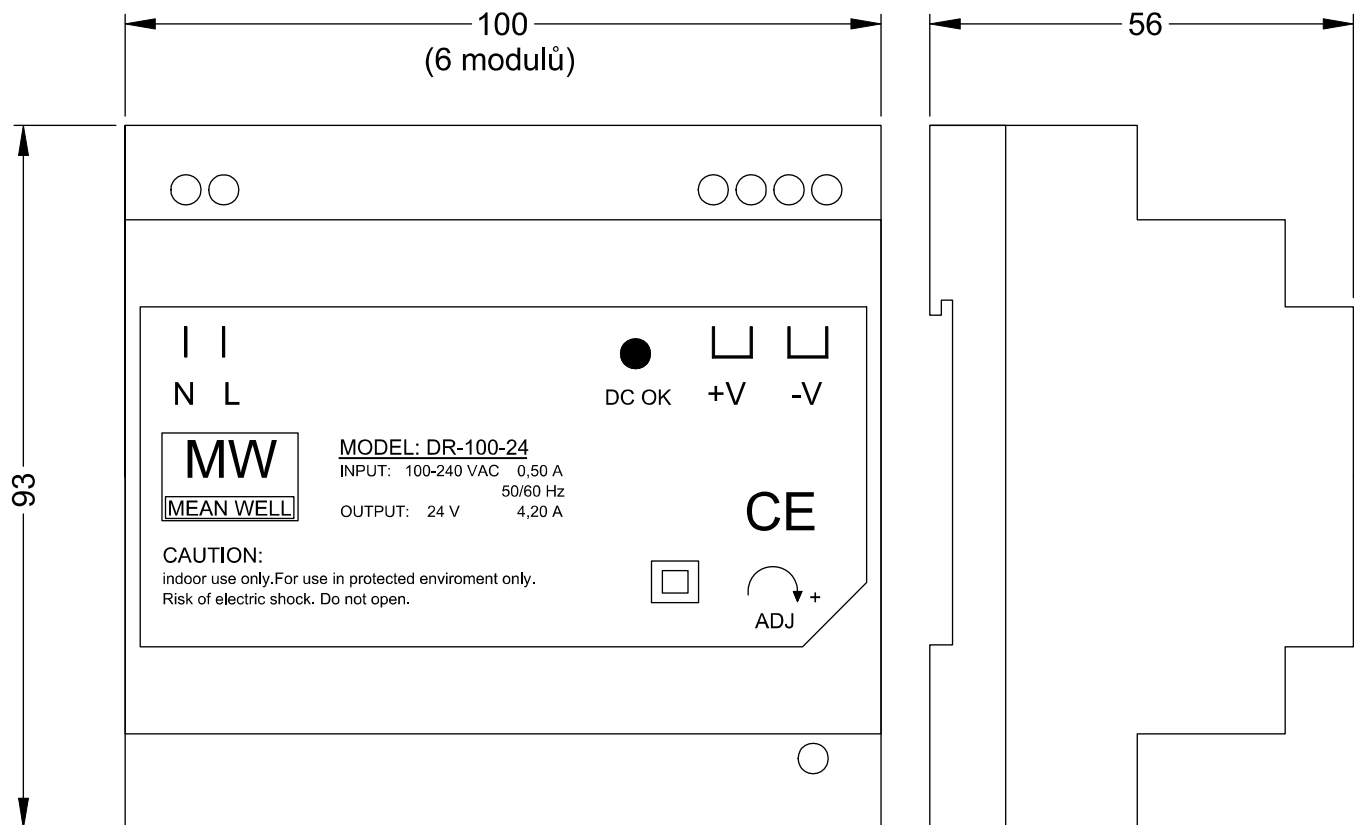 100
(6 modulů)
56
93
N L
DC OK +V -V
MW
MEAN WELL
MODEL: DR-100-24
INPUT: 100-240 VAC 0,50 A
50/60 Hz
OUTPUT: 24 V 4,20 A
CE
CAUTION:
indoor use only.For use in protected enviroment only.
Risk of electric shock. Do not open.
+
ADJ